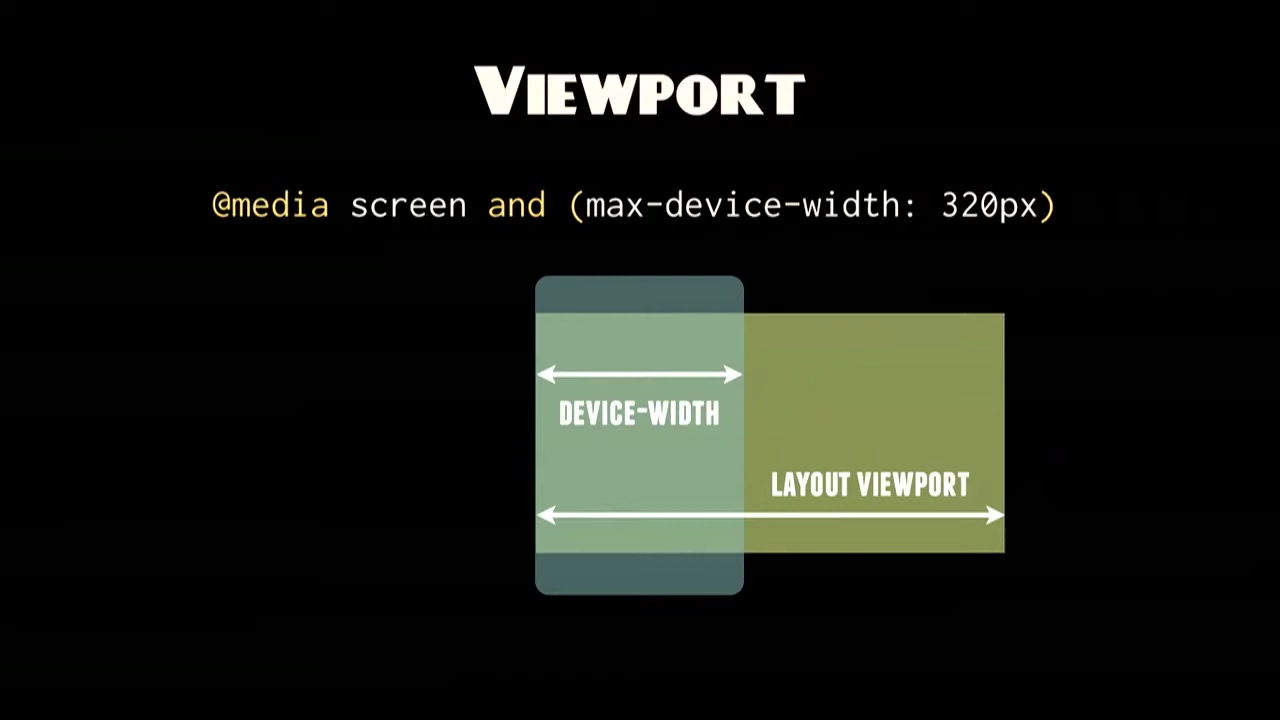 VIEWPORT
@media screen and (max-device-width: 320px)
DEVICE-WIDTH
LAYOUT VIEWPORT